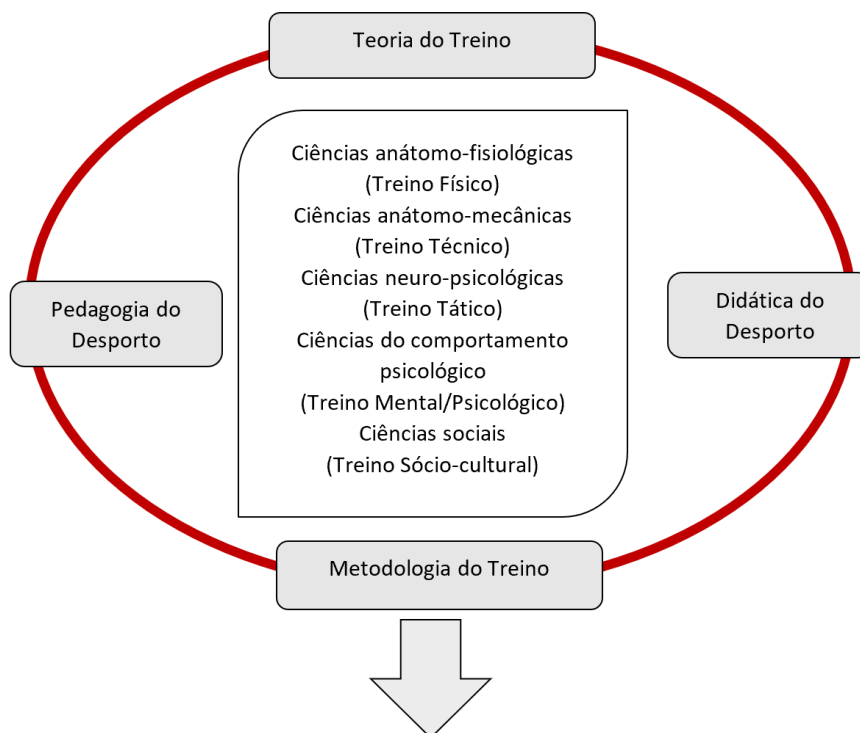 Teoria do Treino
Ciências anátomo-fisiológicas
(Treino Físico)
Ciências anátomo-mecânicas
(Treino Técnico)
Ciências neuro-psicológicas
(Treino Tático)
Ciências do comportamento
psicológico
(Treino Mental/Psicológico)
Ciências sociais
(Treino Sócio-cultural)
Pedagogia do
Desporto
Didática do
Desporto
Metodologia do Treino